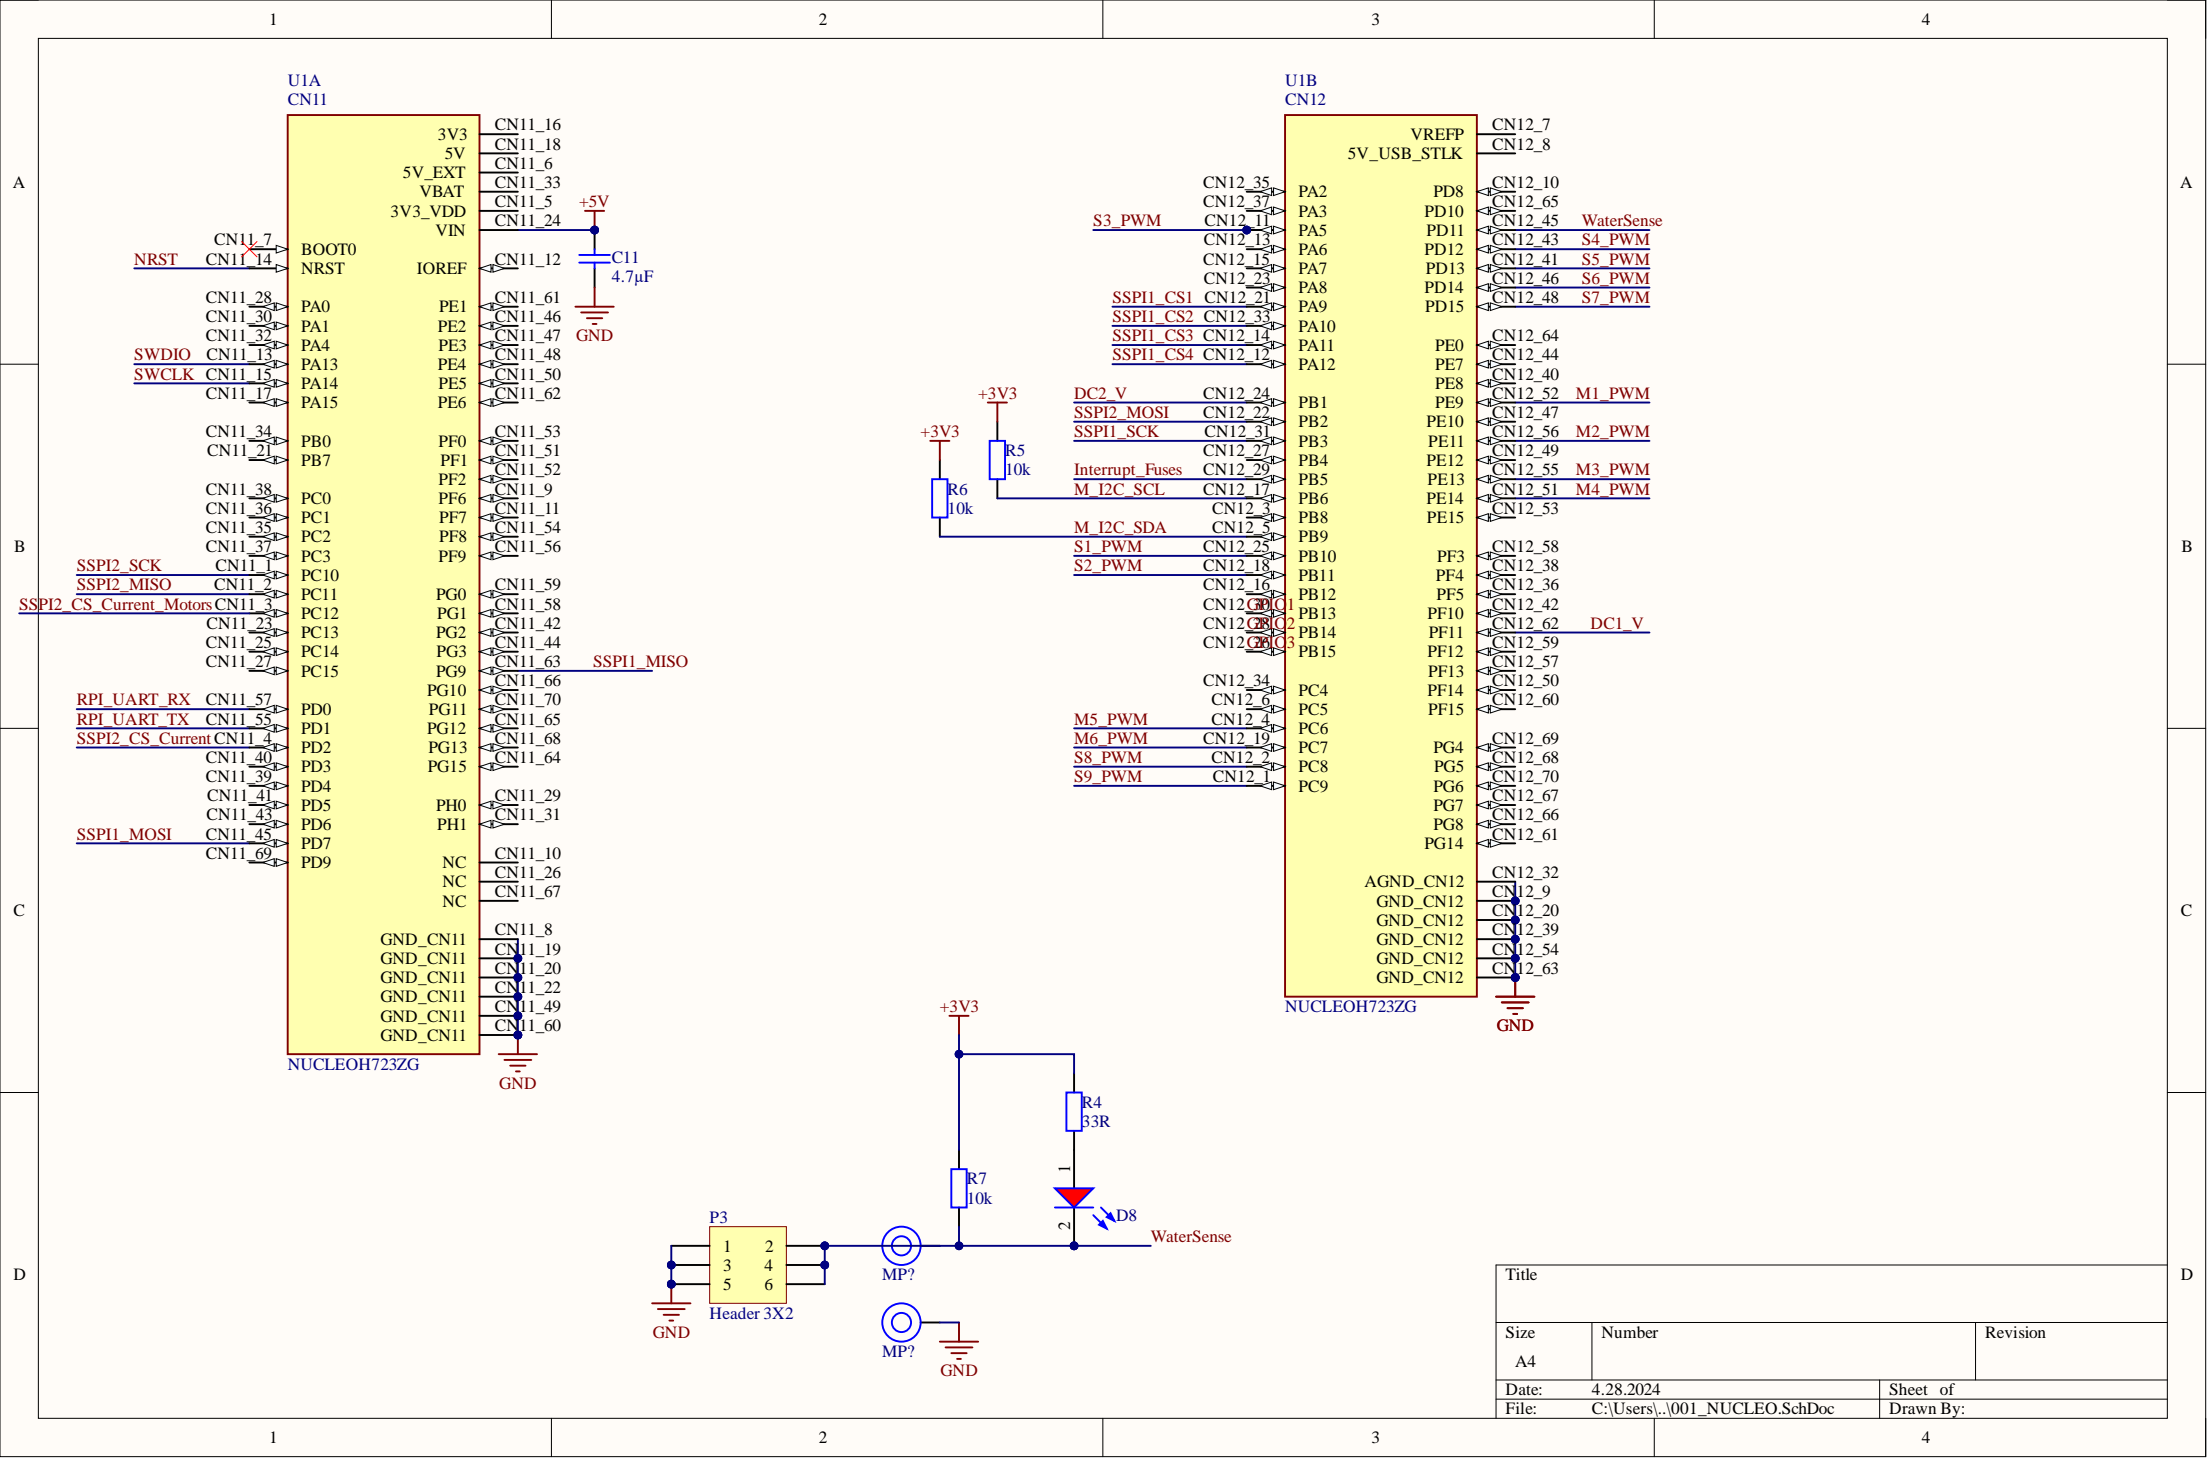 1 2 3 4
A
B
C
D
U1A
CN11
3V3 CN11_16
5V CN11_18
5V_EXT CN11_6
VBAT CN11_33
3V3_VDD CN11_5
VIN CN11_24
+5V
C11
4.7µF
GND
CN11_7 BOOT0
NRST CN11_14 NRST
IOREF CN11_12
CN11_28 PA0
CN11_30 PA1
CN11_32 PA4
SWDIO CN11_13 PA13
SWCLK CN11_15 PA14
CN11_17 PA15
CN11_34 PB0
CN11_21 PB7
CN11_38 PC0
CN11_36 PC1
CN11_35 PC2
CN11_37 PC3
SSPI2_SCK CN11_1 PC10
SSPI2_MISO CN11_2 PC11
SSPI2_CS_Current_Motors CN11_3 PC12
CN11_23 PC13
CN11_25 PC14
CN11_27 PC15
RPI_UART_RX CN11_57 PD0
RPI_UART_TX CN11_55 PD1
SSPI2_CS_Current CN11_4 PD2
CN11_40 PD3
CN11_39 PD4
CN11_41 PD5
CN11_43 PD6
SSPI1_MOSI CN11_45 PD7
CN11_69 PD9
PE1 CN11_61
PE2 CN11_46
PE3 CN11_47
PE4 CN11_48
PE5 CN11_50
PE6 CN11_62
PF0 CN11_53
PF1 CN11_51
PF2 CN11_52
PF6 CN11_9
PF7 CN11_11
PF8 CN11_54
PF9 CN11_56
PG0 CN11_59
PG1 CN11_58
PG2 CN11_42
PG3 CN11_44
PG9 CN11_63 SSPI1_MISO
PG10 CN11_66
PG11 CN11_70
PG12 CN11_65
PG13 CN11_68
PG15 CN11_64
PH0 CN11_29
PH1 CN11_31
NC CN11_10
NC CN11_26
NC CN11_67
GND_CN11 CN11_8
GND_CN11 CN11_19
GND_CN11 CN11_20
GND_CN11 CN11_22
GND_CN11 CN11_49
GND_CN11 CN11_60
NUCLEOH723ZG
GND
U1B
CN12
VREFP CN12_7
5V_USB_STLK CN12_8
CN12_35 PA2
CN12_37 PA3
S3_PWM CN12_11 PA5
CN12_13 PA6
CN12_15 PA7
CN12_23 PA8
SSPI1_CS1 CN12_21 PA9
SSPI1_CS2 CN12_33 PA10
SSPI1_CS3 CN12_14 PA11
SSPI1_CS4 CN12_12 PA12
DC2_V CN12_24 PB1
SSPI2_MOSI CN12_22 PB2
SSPI1_SCK CN12_31 PB3
CN12_27 PB4
Interrupt_Fuses CN12_29 PB5
M_I2C_SCL CN12_17 PB6
CN12_3 PB8
M_I2C_SDA CN12_5 PB9
S1_PWM CN12_25 PB10
S2_PWM CN12_18 PB11
CN12_16 PB12
GPIO1 PB13
GPIO2 PB14
GPIO3 PB15
CN12_34 PC4
CN12_6 PC5
M5_PWM CN12_4 PC6
M6_PWM CN12_19 PC7
S8_PWM CN12_2 PC8
S9_PWM CN12_1 PC9
+3V3
R5
10k
+3V3
R6
10k
PD8 CN12_10
PD10 CN12_65
PD11 CN12_45 WaterSense
PD12 CN12_43 S4_PWM
PD13 CN12_41 S5_PWM
PD14 CN12_46 S6_PWM
PD15 CN12_48 S7_PWM
PE0 CN12_64
PE7 CN12_44
PE8 CN12_40
PE9 CN12_52 M1_PWM
PE10 CN12_47
PE11 CN12_56 M2_PWM
PE12 CN12_49
PE13 CN12_55 M3_PWM
PE14 CN12_51 M4_PWM
PE15 CN12_53
PF3 CN12_58
PF4 CN12_38
PF5 CN12_36
PF10 CN12_42
PF11 CN12_62 DC1_V
PF12 CN12_59
PF13 CN12_57
PF14 CN12_50
PF15 CN12_60
PG4 CN12_69
PG5 CN12_68
PG6 CN12_70
PG7 CN12_67
PG8 CN12_66
PG14 CN12_61
AGND_CN12 CN12_32
GND_CN12 CN12_9
GND_CN12 CN12_20
GND_CN12 CN12_39
GND_CN12 CN12_54
GND_CN12 CN12_63
NUCLEOH723ZG
GND
+3V3
R4
33R
R7
10k
1
2
D8
WaterSense
P3
1 2
3 4
5 6
Header 3X2
GND
MP?
MP?
GND
Title
Size Number Revision
A4
Date: 4.28.2024 Sheet of
File: C:\Users\..\001_NUCLEO.SchDoc Drawn By:
A
B
C
D
1 2 3 4